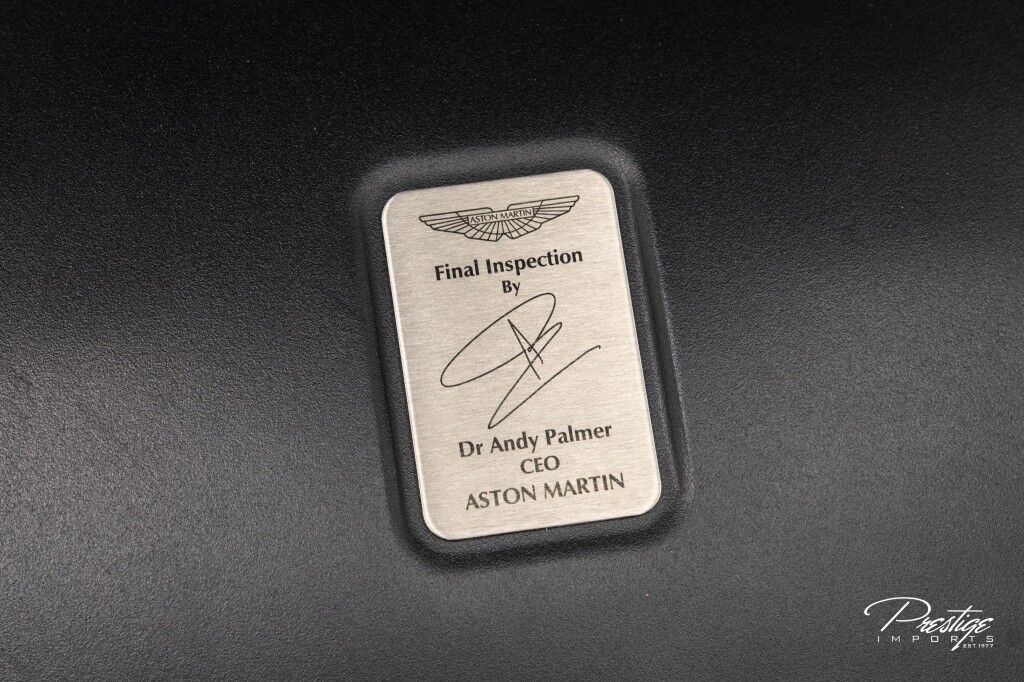 ASTON MARTIN
Final Inspection
By
Dr Andy Palmer
CEO
ASTON MARTIN
Prestige
IMPORTS
EST.1977